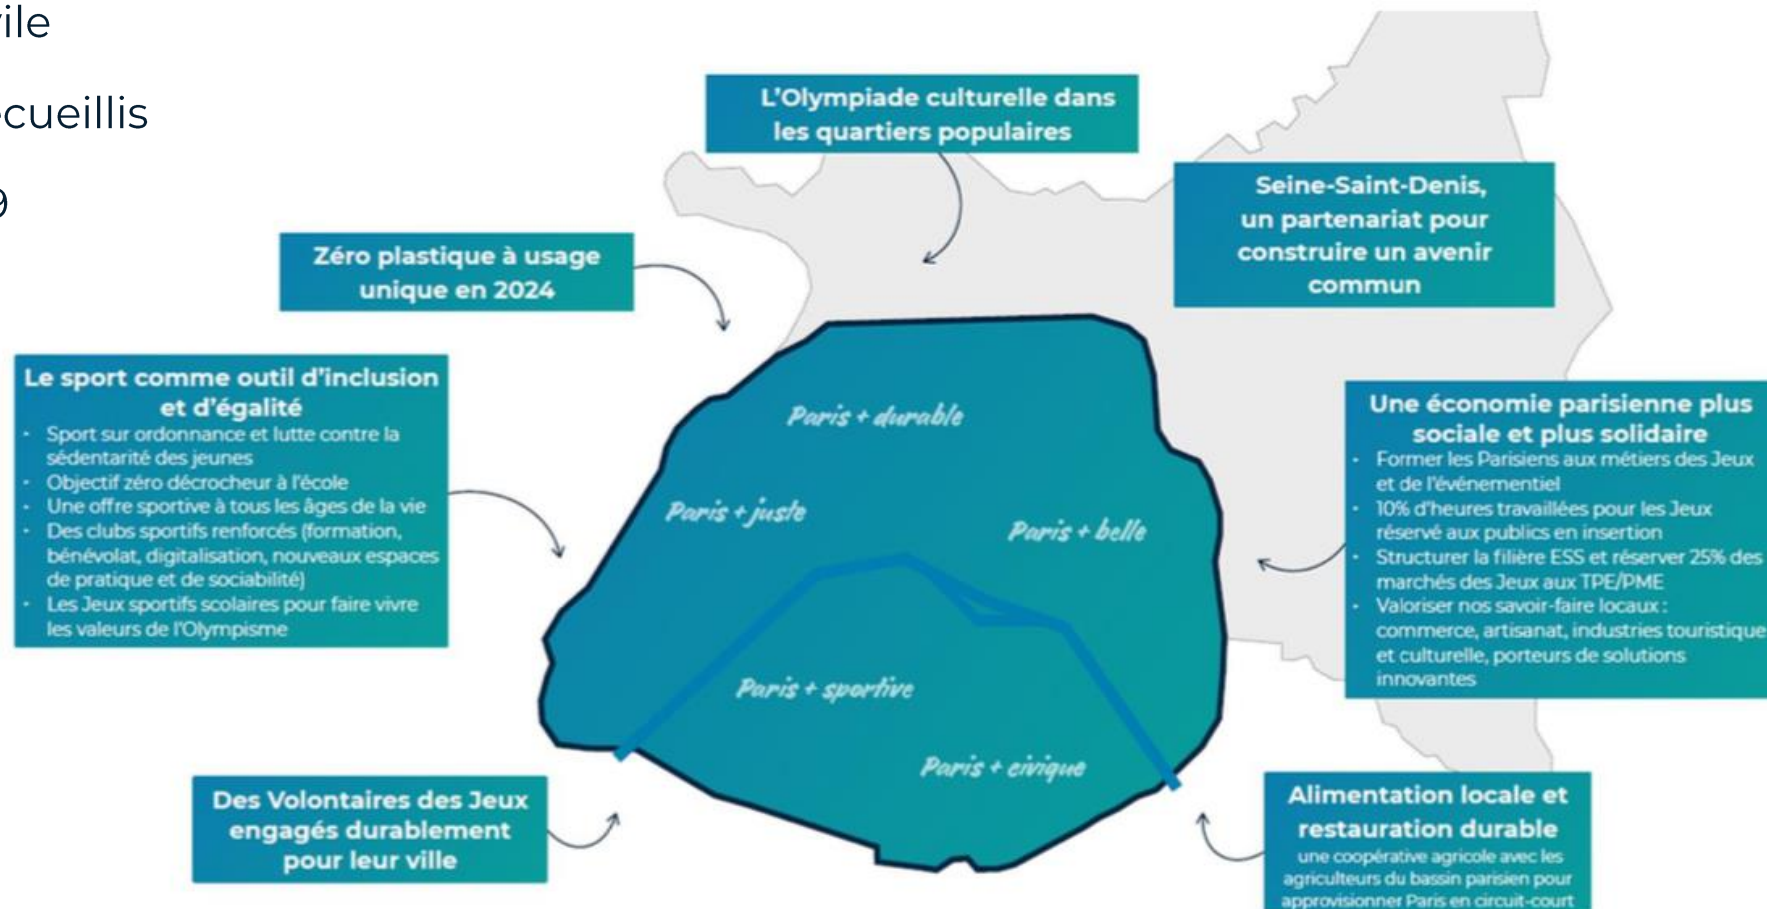 vile
ecueillis
9
L'Olympiade culturelle dans
les quartiers populaires
Seine-Saint-Denis,
un partenariat pour
construire un avenir
commun
Zéro plastique à usage
unique en 2024
Le sport comme outil d'inclusion
et d'égalité
• Sport sur ordonnance et lutte contre la
sédentarité des jeunes
• Objectif zéro décrocheur à l'école
• Une offre sportive à tous les âges de la vie
• Des clubs sportifs renforcés (formation,
bénévolat, digitalisation, nouveaux espaces
de pratique et de sociabilité)
• Les Jeux sportifs scolaires pour faire vivre
les valeurs de l'Olympisme
Paris + durable
Paris + juste
Paris + belle
Paris + sportive
Paris + civique
Une économie parisienne plus
sociale et plus solidaire
• Former les Parisiens aux métiers des Jeux
et de l'événementiel
• 10% d'heures travaillées pour les Jeux
réservé aux publics en insertion
• Structurer la filière ESS et réserver 25% des
marchés des Jeux aux TPE/PME
• Valoriser nos savoir-faire locaux :
commerce, artisanat, industries touristique
et culturelle, porteurs de solutions
innovantes
Des Volontaires des Jeux
engagés durablement
pour leur ville
Alimentation locale et
restauration durable
une coopérative agricole avec les
agriculteurs du bassin parisien pour
approvisionner Paris en circuit-court